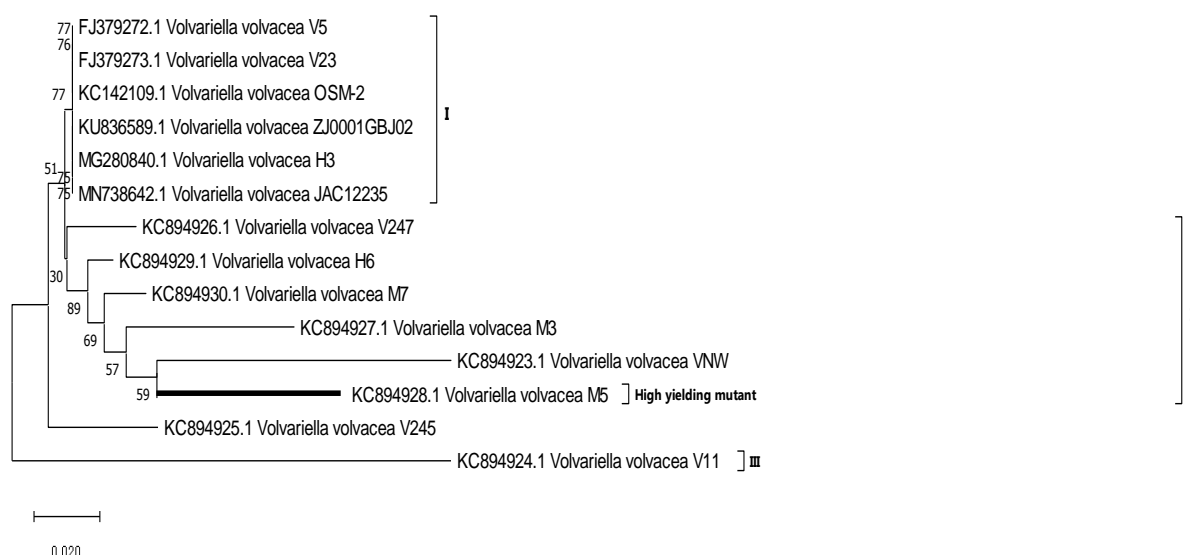 77
FJ379272.1 Volvariella volvacea V5
76
FJ379273.1 Volvariella volvacea V23
77
KC142109.1 Volvariella volvacea OSM-2
I
KU836589.1 Volvariella volvacea ZJ0001GBJ02
MG280840.1 Volvariella volvacea H3
51
75
75
MN738642.1 Volvariella volvacea JAC12235
KC894926.1 Volvariella volvacea V247
KC894929.1 Volvariella volvacea H6
30
KC894930.1 Volvariella volvacea M7
89
KC894927.1 Volvariella volvacea M3
69
KC894923.1 Volvariella volvacea VNW
57
59
KC894928.1 Volvariella volvacea M5
High yielding mutant
KC894925.1 Volvariella volvacea V245
KC894924.1 Volvariella volvacea V11
III
0.020